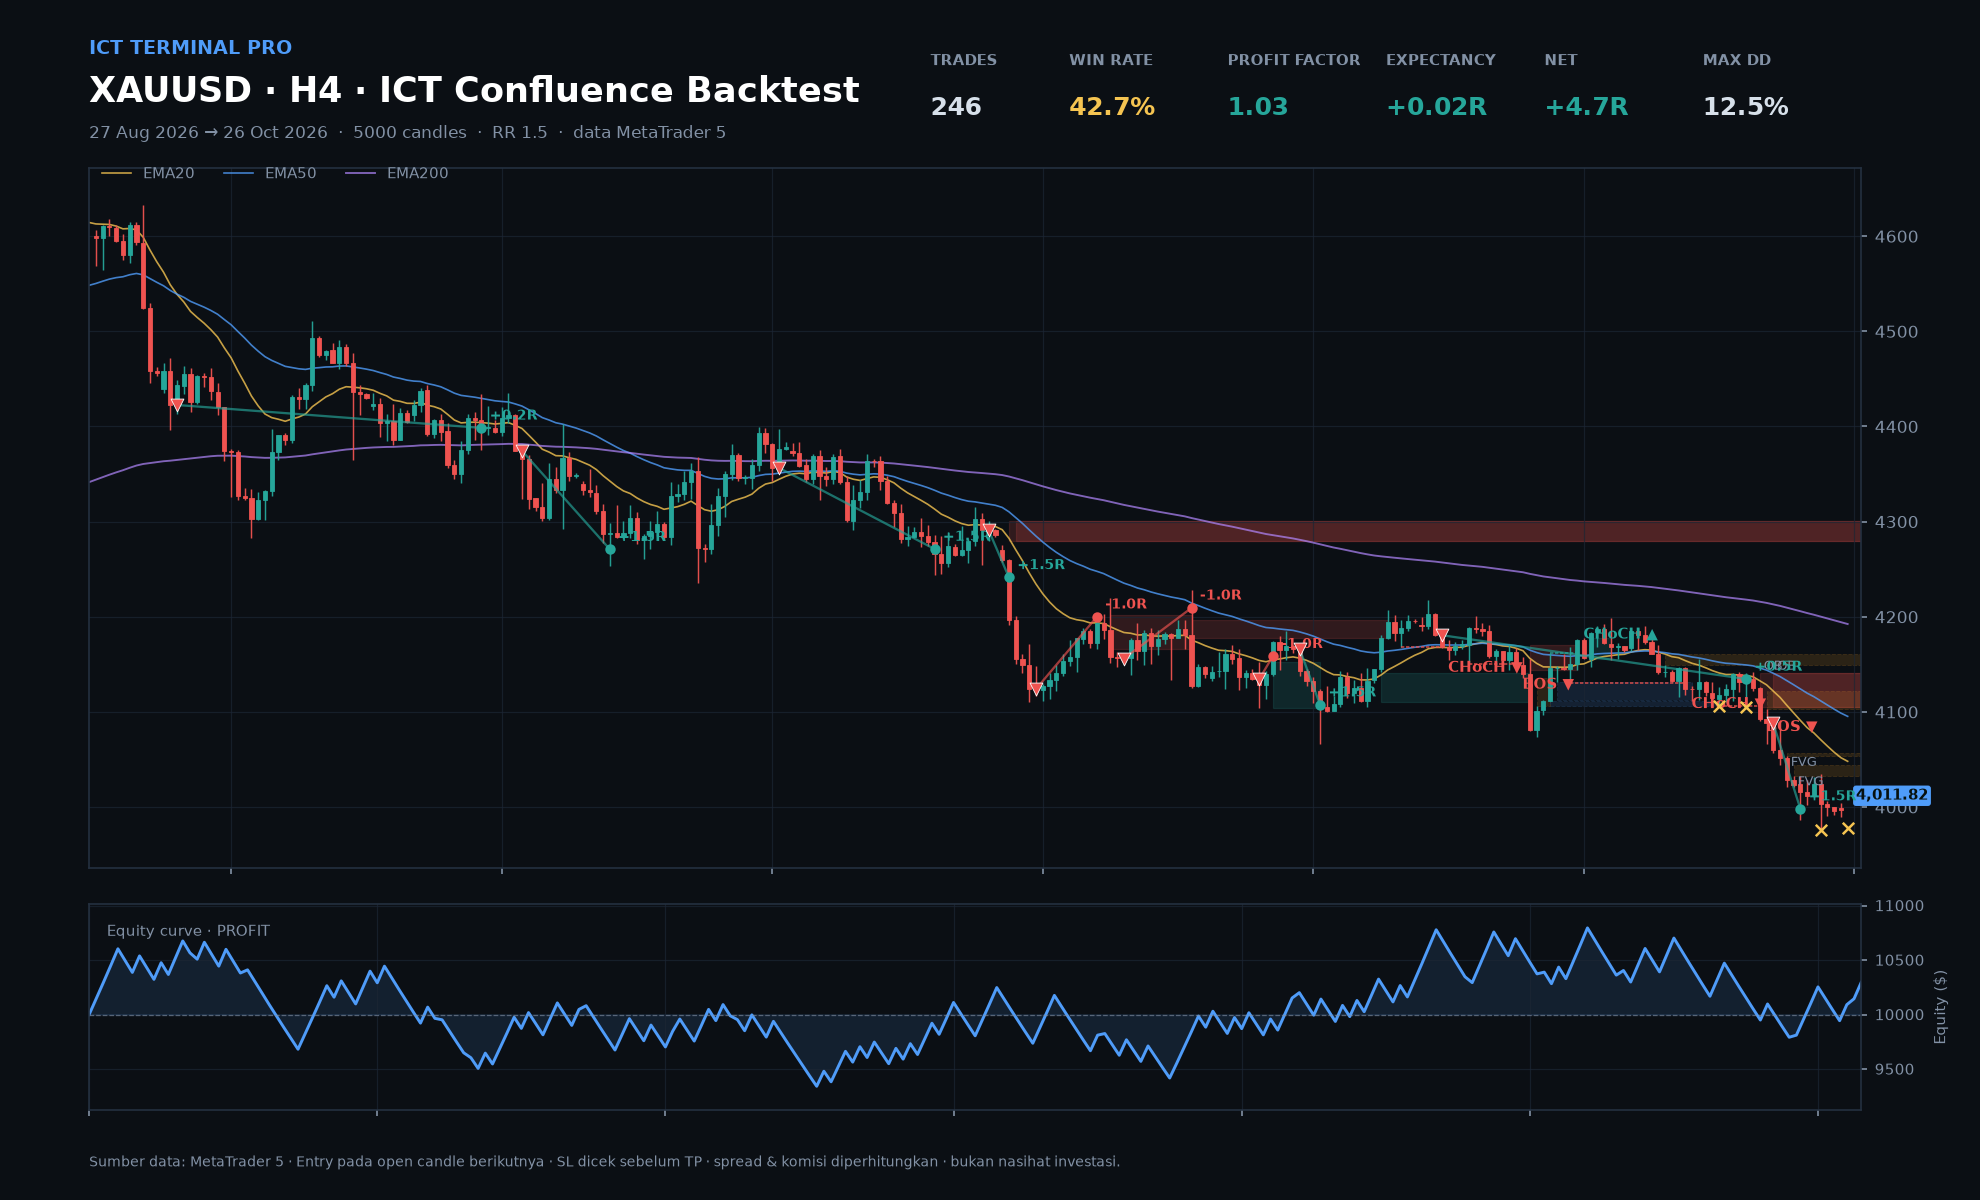 ICT TERMINAL PRO
XAUUSD · H4 · ICT Confluence Backtest
27 Aug 2026 → 26 Oct 2026 · 5000 candles · RR 1.5 · data MetaTrader 5
TRADES WIN RATE PROFIT FACTOR EXPECTANCY NET MAX DD
246 42.7% 1.03 +0.02R +4.7R 12.5%
EMA20 EMA50 EMA200
4600
4500
4400
4300
4200
4100
4000
+0.2R
+1.5R
-1.0R
-1.0R
CHoCH ▲
CHoCH ▼
BOS ▼
FVG
FVG
4,011.82
Equity curve · PROFIT
11000
10500
10000
9500
Equity ($)
Sumber data: MetaTrader 5 · Entry pada open candle berikutnya · SL dicek sebelum TP · spread & komisi diperhitungkan · bukan nasihat investasi.